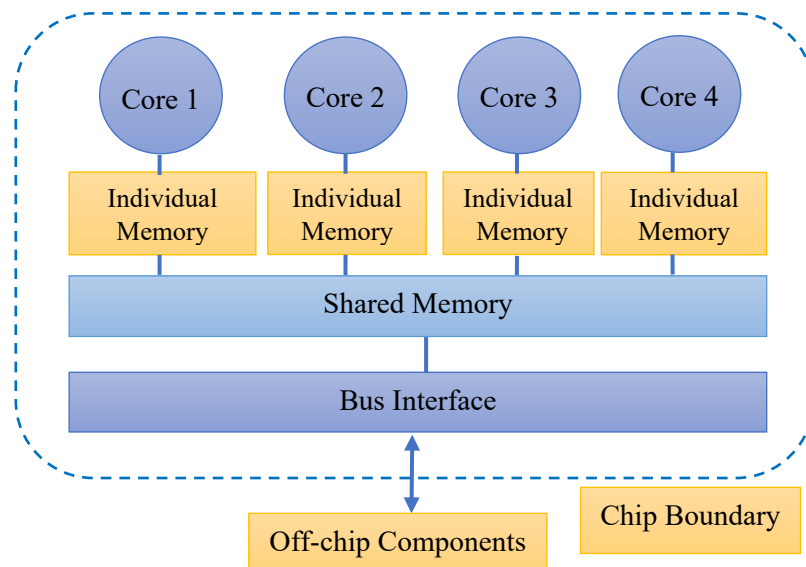 Core 1
Core 2
Core 3
Core 4
Individual
Memory
Individual
Memory
Individual
Memory
Individual
Memory
Shared Memory
Bus Interface
Chip Boundary
Off-chip Components